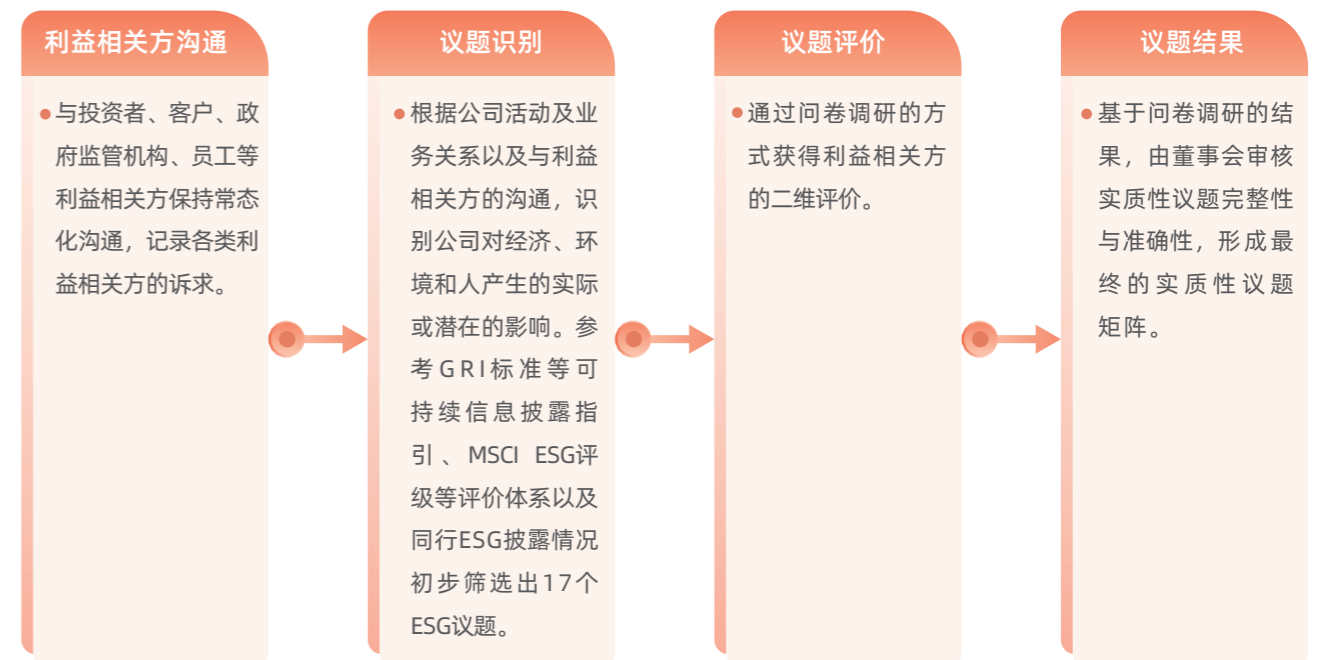 利益相关方沟通
与投资者、客户、政
府监管机构、员工等
利益相关方保持常态
化沟通，记录各类利
益相关方的诉求。
议题识别
根据公司活动及业
务关系以及与利益
相关方的沟通，识
别公司对经济、环
境和人产生的实际
或潜在的影响。参
考GRI标准等可
持续信息披露指
引、MSCI ESG评
级等评价体系以及
同行ESG披露情况
初步筛选出17个
ESG议题。
议题评价
通过问卷调研的方
式获得利益相关方
的二维评价。
议题结果
基于问卷调研的结
果，由董事会审核
实质性议题完整性
与准确性，形成最
终的实质性议题
矩阵。